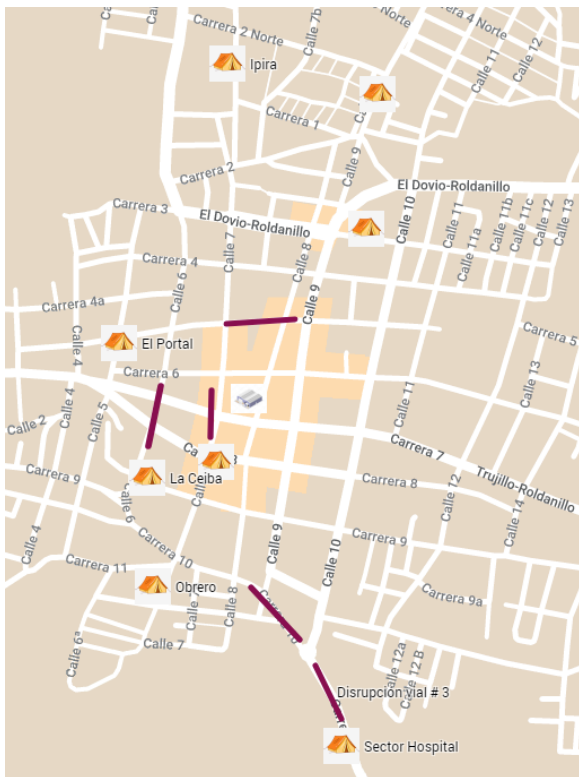 Carrera 2 Norte
Calle 7b
Carrera 4 Norte
Calle 11
Calle 12
Ipira
Carrera 1
Calle 9
Carrera 2
El Dovio-Roldanillo
Carrera 3
El Dovio-Roldanillo
Calle 10
Calle 11
Calle 11a
Calle 11b
Calle 11c
Calle 12
Calle 13
Calle 6
Calle 7
Calle 8
Carrera 4
Calle 9
Carrera 4a
Calle 4
El Portal
Carrera 5
Carrera 6
Calle 13
Calle 2
Calle 4
Calle 5
Calle 11
Carrera 7
Trujillo-Roldanillo
La Ceiba
Carrera 8
Calle 12
Calle 14
Carrera 9
Calle 6
Calle 4
Calle 9
Calle 10
Carrera 9
Carrera 10
Carrera 11
Obrero
Calle 8
Carrera 9a
Calle 6ª
Calle 7
Carrera 10
Calle 12a
Calle 12 B
Disrupción vial # 3
Sector Hospital